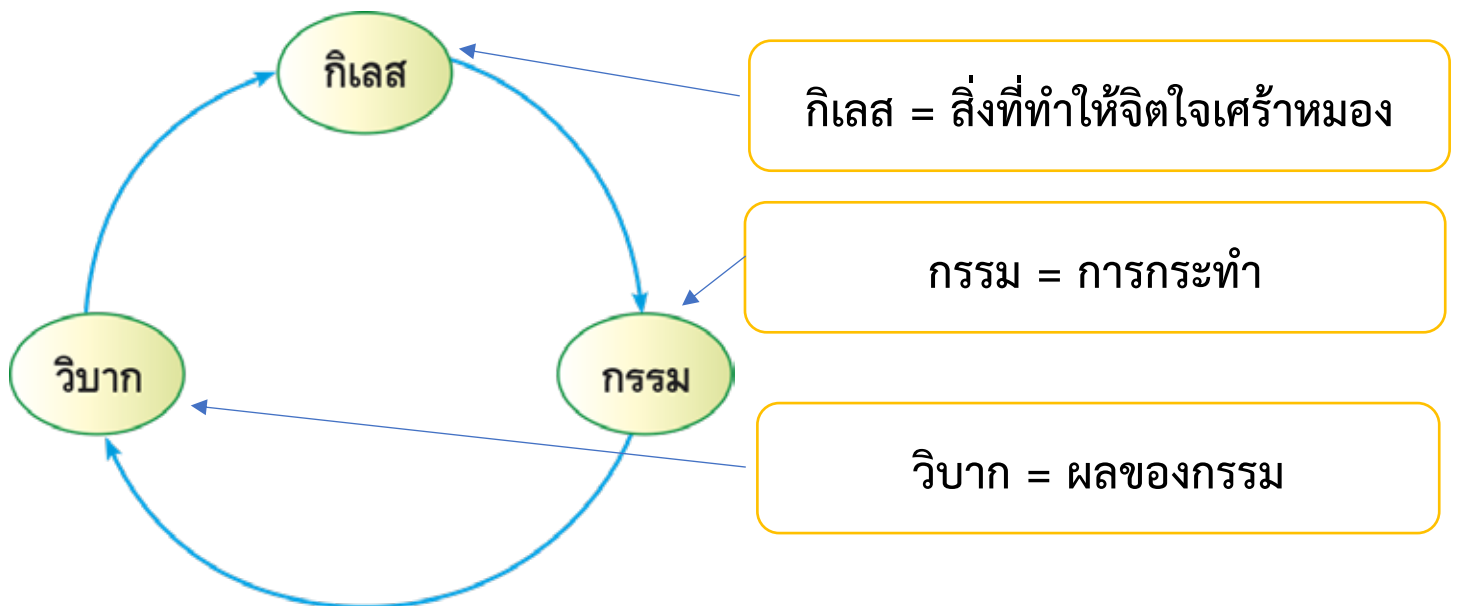 กิเลส
กิเลส = สิ่งที่ทำให้จิตใจเศร้าหมอง
กรรม = การกระทำ
วิบาก
กรรม
วิบาก = ผลของกรรม